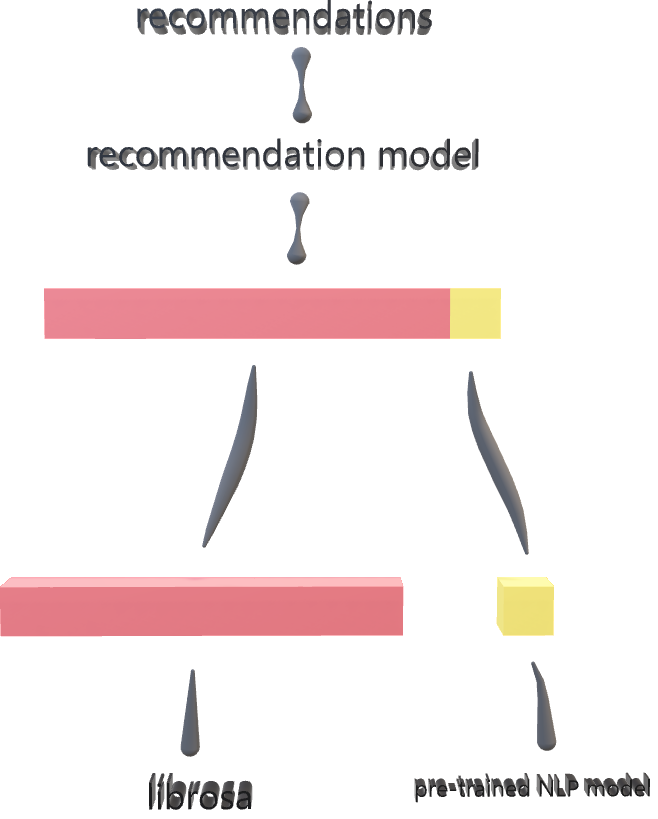 recommendations
recommendation model
librosa
pre-trained NLP model